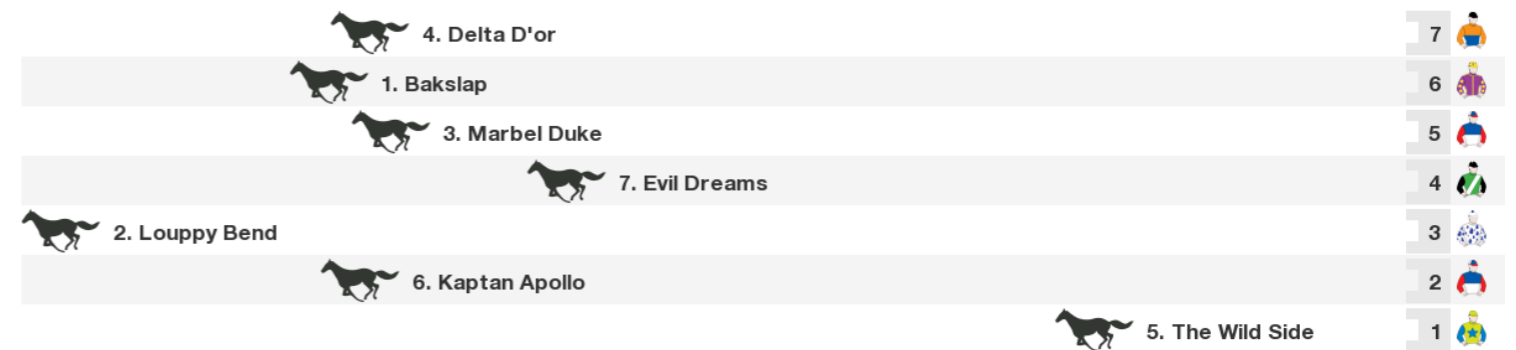 4. Delta D'or 7
1. Bakslap 6
3. Marbel Duke 5
7. Evil Dreams 4
2. Louppy Bend 3
6. Kaptan Apollo 2
5. The Wild Side 1